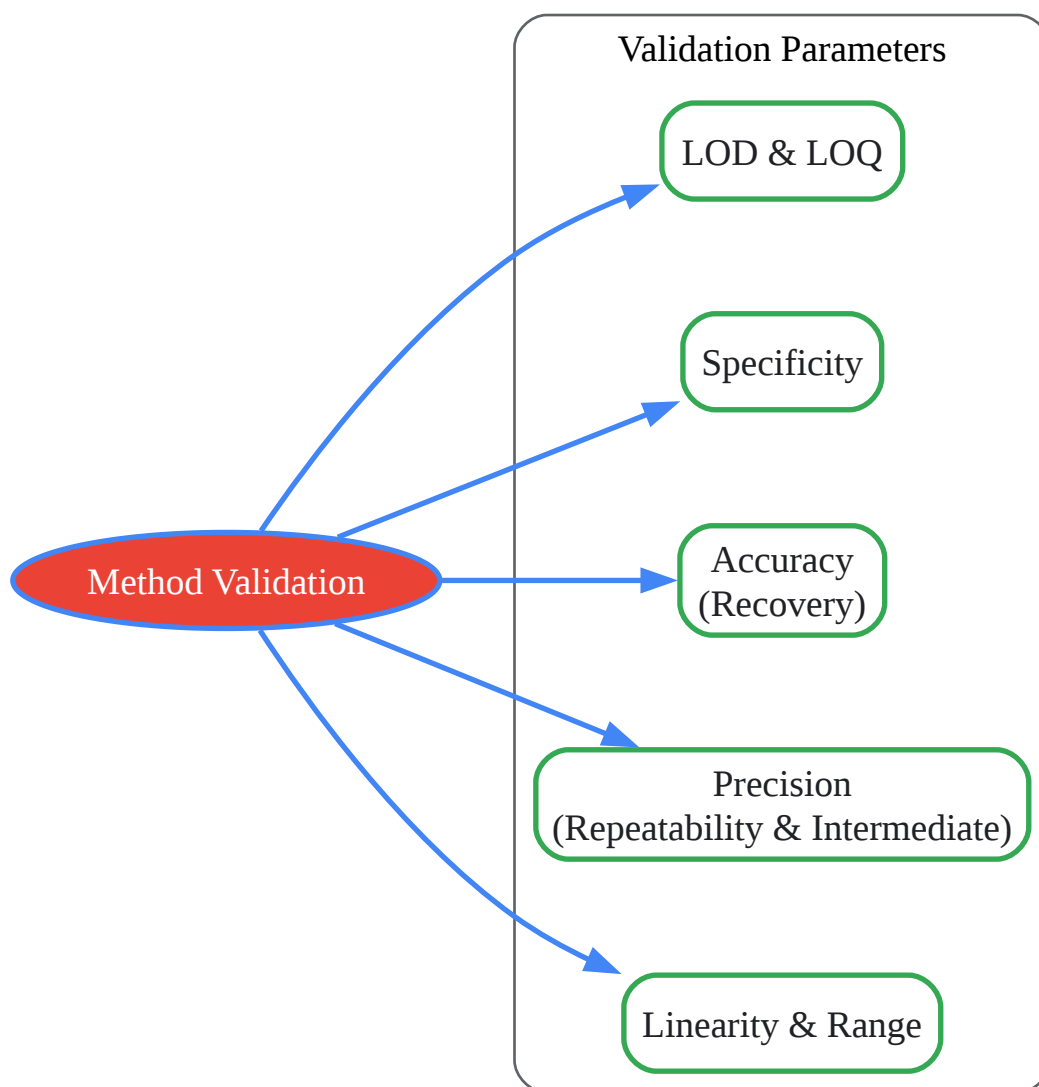 Validation Parameters
LOD & LOQ
Specificity
Accuracy
(Recovery)
Method Validation
Precision
(Repeatability & Intermediate)
Linearity & Range